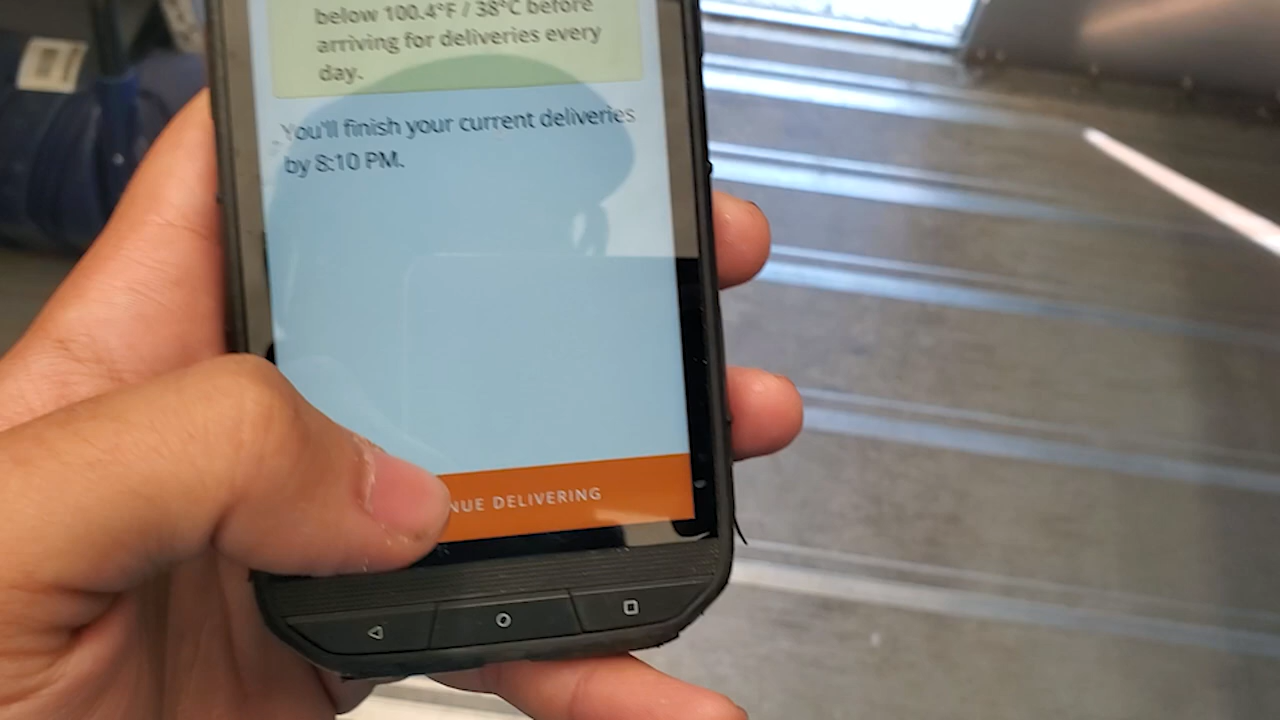 below 100.4°F / 38°C before
arriving for deliveries every
day.
You'll finish your current deliveries
by 8:10 PM.
NUE DELIVERING